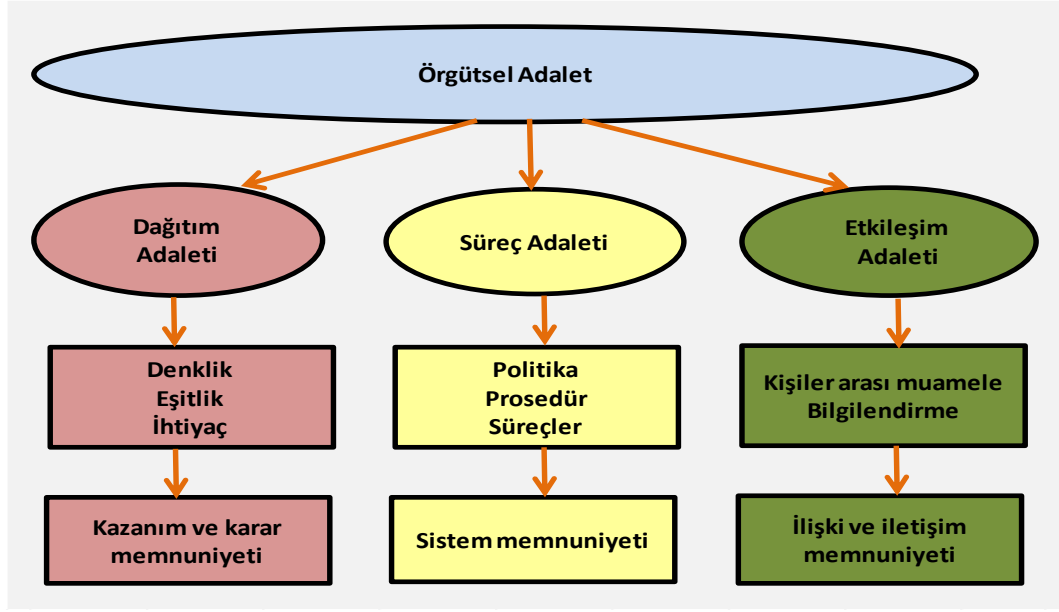 Örgütsel Adalet
Dağıtım
Adaleti
Süreç Adaleti
Etkileşim
Adaleti
Denklik
Eşitlik
İhtiyaç
Politika
Prosedür
Süreçler
Kişiler arası muamele
Bilgilendirme
Kazanım ve karar
memnuniyeti
Sistem memnuniyeti
İlişki ve iletişim
memnuniyeti